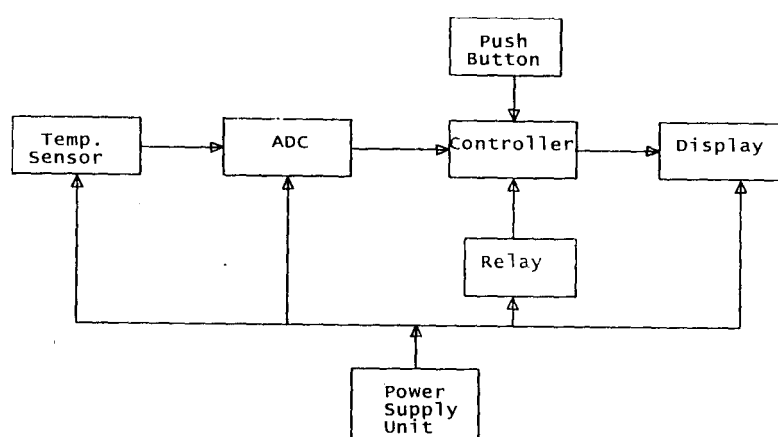 Push
Button
Temp.
Sensor
ADC
Controller
Display
Relay
Power
Supply
Unit